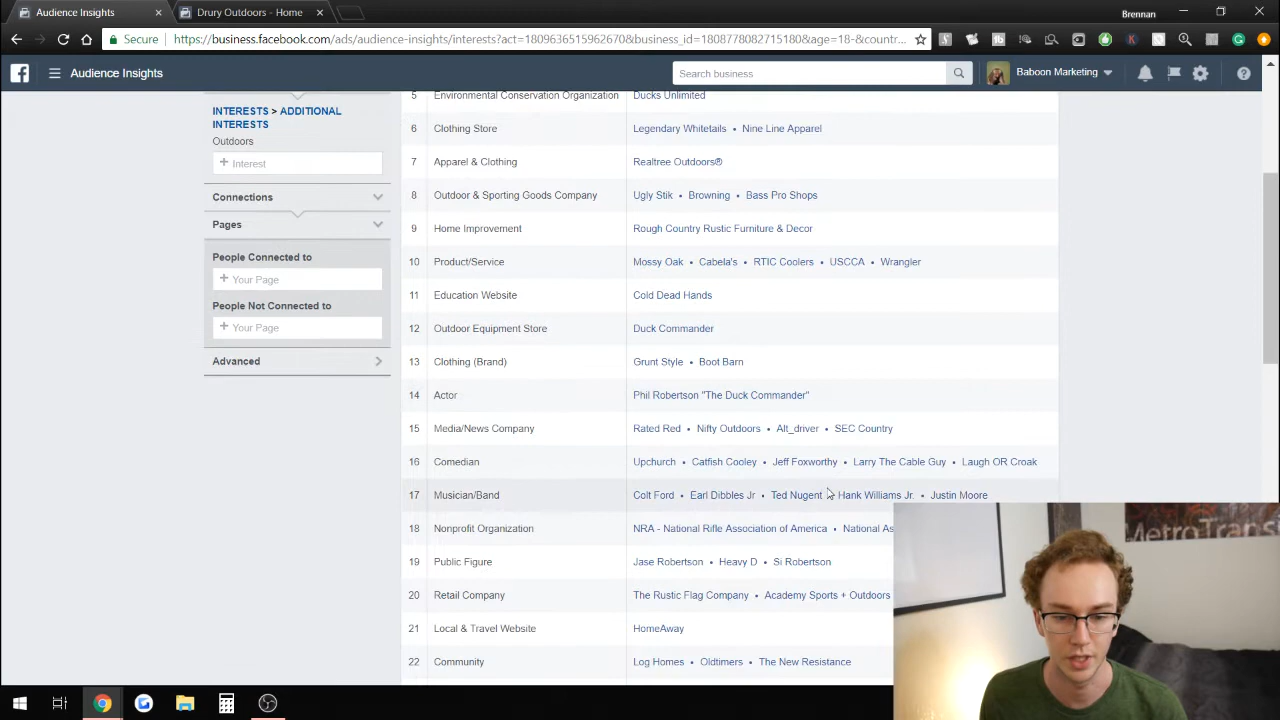 Audience Insights
Drury Outdoors - Home
Brennan
Secure
https://business.facebook.com/ads/audience-insights/interests?act=1809636515962670&business_id=1808778082715180&age=18-&countr...
Audience Insights
Search business
Baboon Marketing
INTERESTS > ADDITIONAL
INTERESTS
Outdoors
+ Interest
Connections
Pages
People Connected to
+ Your Page
People Not Connected to
+ Your Page
Advanced
5 Environmental Conservation Organization Ducks Unlimited
6 Clothing Store Legendary Whitetails • Nine Line Apparel
7 Apparel & Clothing Realtree Outdoors®
8 Outdoor & Sporting Goods Company Ugly Stik • Browning • Bass Pro Shops
9 Home Improvement Rough Country Rustic Furniture & Decor
10 Product/Service Mossy Oak • Cabela's • RTIC Coolers • USCCA • Wrangler
11 Education Website Cold Dead Hands
12 Outdoor Equipment Store Duck Commander
13 Clothing (Brand) Grunt Style • Boot Barn
14 Actor Phil Robertson "The Duck Commander"
15 Media/News Company Rated Red • Nifty Outdoors • Alt_driver • SEC Country
16 Comedian Upchurch • Catfish Cooley • Jeff Foxworthy • Larry The Cable Guy • Laugh OR Croak
17 Musician/Band Colt Ford • Earl Dibbles Jr • Ted Nugent • Hank Williams Jr. • Justin Moore
18 Nonprofit Organization NRA - National Rifle Association of America • National As
19 Public Figure Jase Robertson • Heavy D • Si Robertson
20 Retail Company The Rustic Flag Company • Academy Sports + Outdoors
21 Local & Travel Website HomeAway
22 Community Log Homes • Oldtimers • The New Resistance
MetroTrans